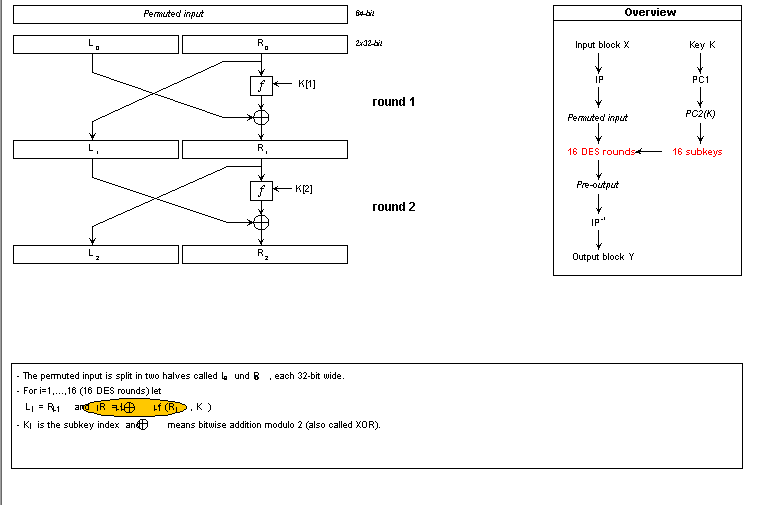 Permuted input 64-bit
L0 R0 2x32-bit
f K[1]
round 1
L1 R1
f K[2]
round 2
L2 R2
Overview
Input block X Key K
IP PC1
Permuted input PC2(K)
16 DES rounds 16 subkeys
Pre-output
IP-1
Output block Y
- The permuted input is split in two halves called L0 und R0 , each 32-bit wide.
- For i=1,...,16 (16 DES rounds) let
Li = Ri-1 and ⊕ f (R , K )
- Ki is the subkey index and ⊕ means bitwise addition modulo 2 (also called XOR).